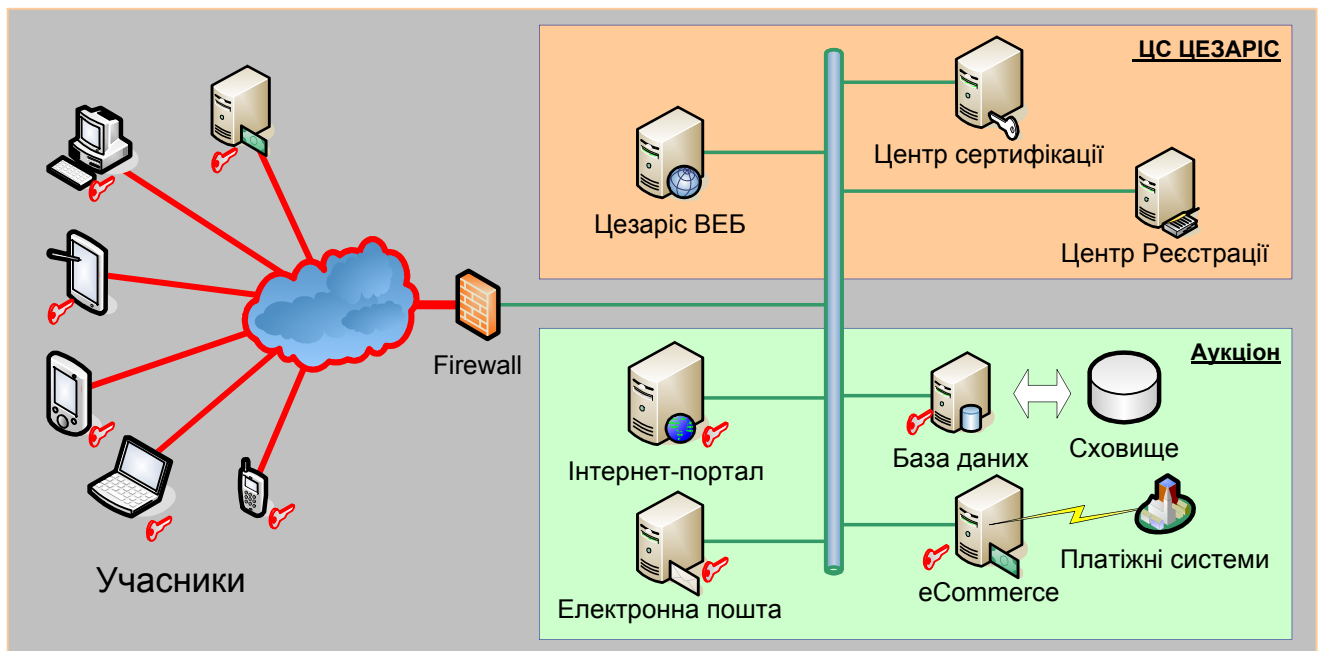 ЦС ЦЕЗАРІС
Центр сертифікації
Цезаріс ВЕБ
Центр Реєстрації
Firewall
Аукціон
Інтернет-портал
База даних
Сховище
Учасники
Електронна пошта
eCommerce
Платіжні системи